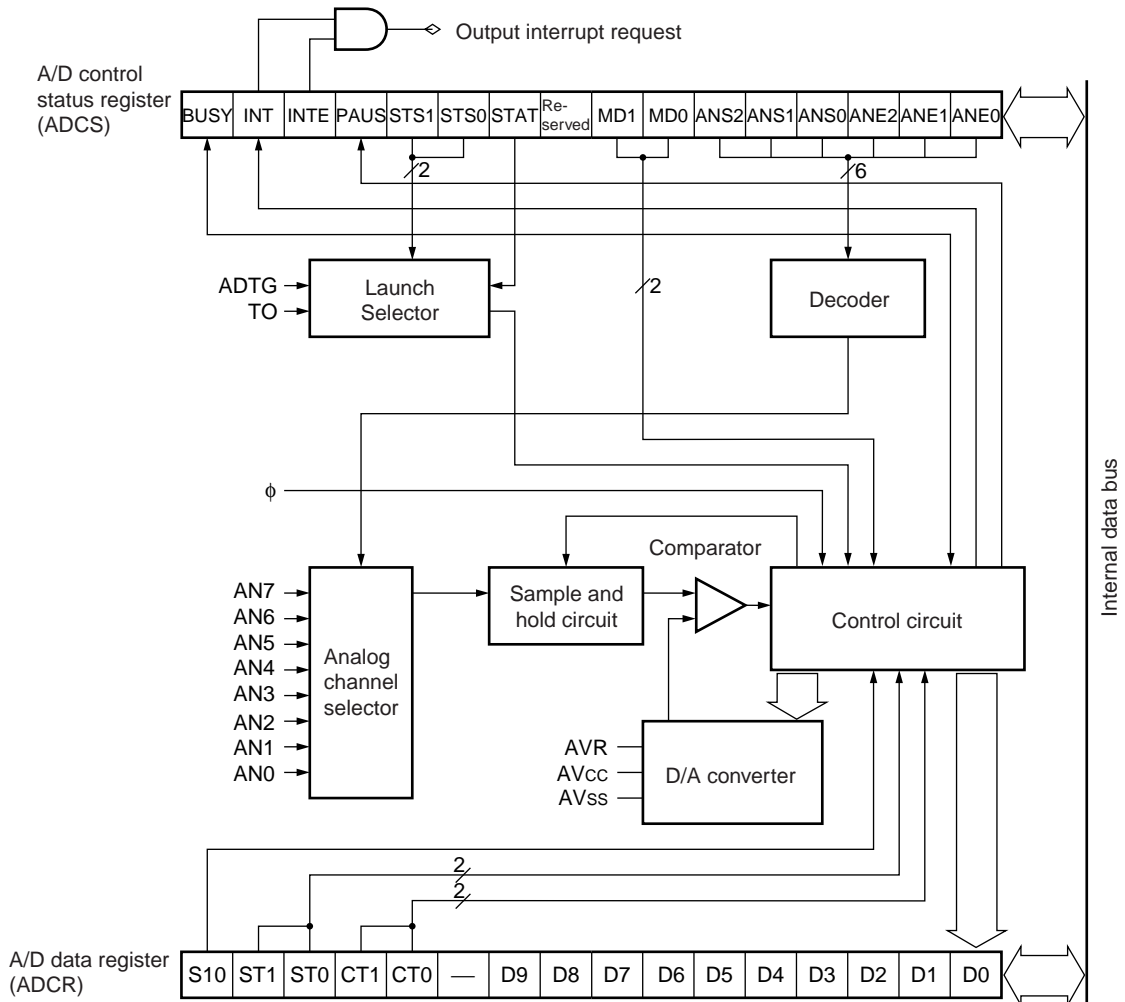 Output interrupt request
A/D control
status register
(ADCS)
BUSY INT INTE PAUS STS1 STS0 STAT Re-served MD1 MD0 ANS2 ANS1 ANS0 ANE2 ANE1 ANE0
2
6
ADTG
TO
Launch
Selector
2
Decoder
Internal data bus
ϕ
Comparator
AN7
AN6
AN5
AN4
AN3
AN2
AN1
AN0
Analog
channel
selector
Sample and
hold circuit
Control circuit
AVR
AVCC
AVSS
D/A converter
2
2
A/D data register
(ADCR)
S10 ST1 ST0 CT1 CT0 — D9 D8 D7 D6 D5 D4 D3 D2 D1 D0